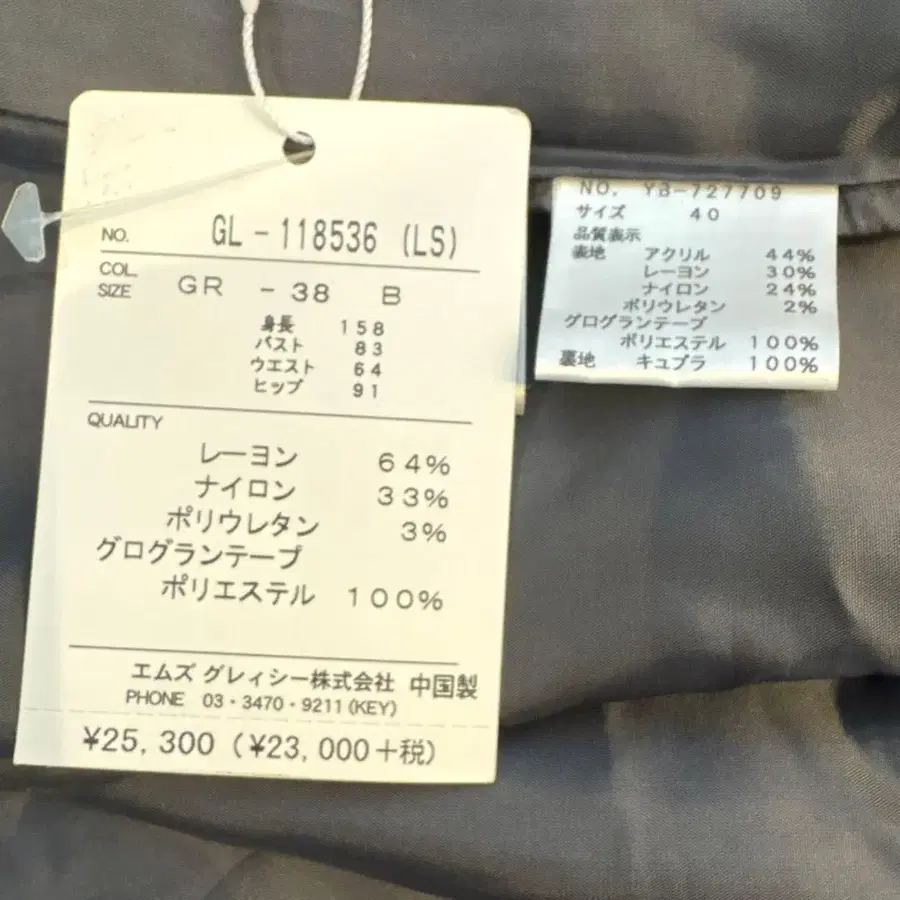 NO. GL-118536 (LS)
COL.
SIZE GR -38 B
身長 158
バスト 83
ウエスト 64
ヒップ 91
QUALITY
レーヨン 64%
ナイロン 33%
ポリウレタン 3%
グログランテープ
ポリエステル 100%
エムズ グレィシー株式会社 中国製
PHONE 03・3470・9211(KEY)
¥25,300(¥23,000+税)
NO. YB-727709
サイズ 40
品質表示
表地 アクリル 44%
レーヨン 30%
ナイロン 24%
ポリウレタン 2%
グログランテープ
ポリエステル 100%
裏地 キュプラ 100%